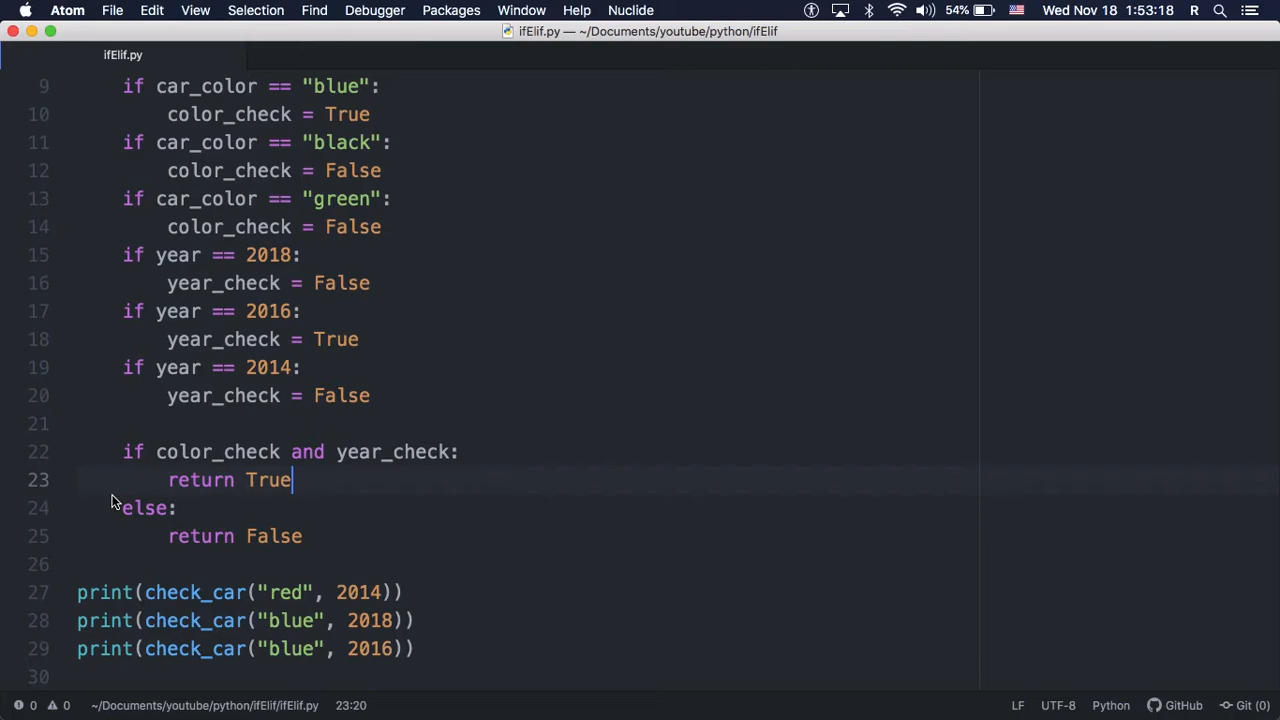 Atom File Edit View Selection Find Debugger Packages Window Help Nuclide 54% Wed Nov 18 1:53:18 R
ifElif.py — ~/Documents/youtube/python/ifElif
ifElif.py
9 if car_color == "blue":
10 color_check = True
11 if car_color == "black":
12 color_check = False
13 if car_color == "green":
14 color_check = False
15 if year == 2018:
16 year_check = False
17 if year == 2016:
18 year_check = True
19 if year == 2014:
20 year_check = False
21
22 if color_check and year_check:
23 return True
24 else:
25 return False
26
27 print(check_car("red", 2014))
28 print(check_car("blue", 2018))
29 print(check_car("blue", 2016))
30
0 0 ~/Documents/youtube/python/ifElif/ifElif.py 23:20 LF UTF-8 Python GitHub Git (0)